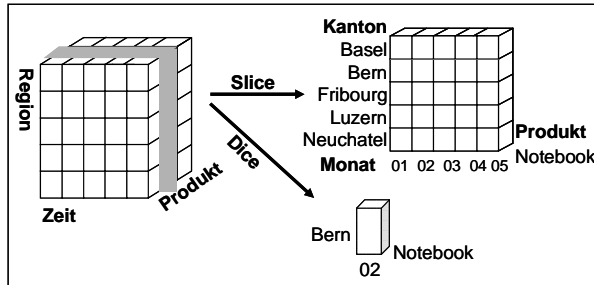 Region
Zeit
Produkt
Slice
Dice
Kanton
Basel
Bern
Fribourg
Luzern
Neuchatel
Monat 01 02 03 04 05
Produkt
Notebook
Bern
Notebook
02